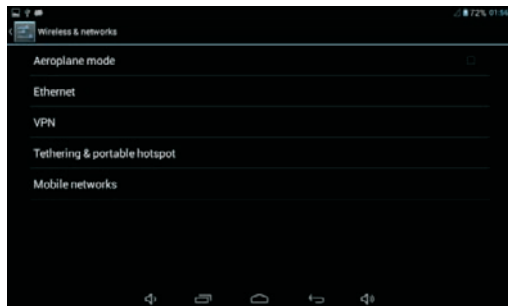 72% 01:56
Wireless & networks
Aeroplane mode
Ethernet
VPN
Tethering & portable hotspot
Mobile networks